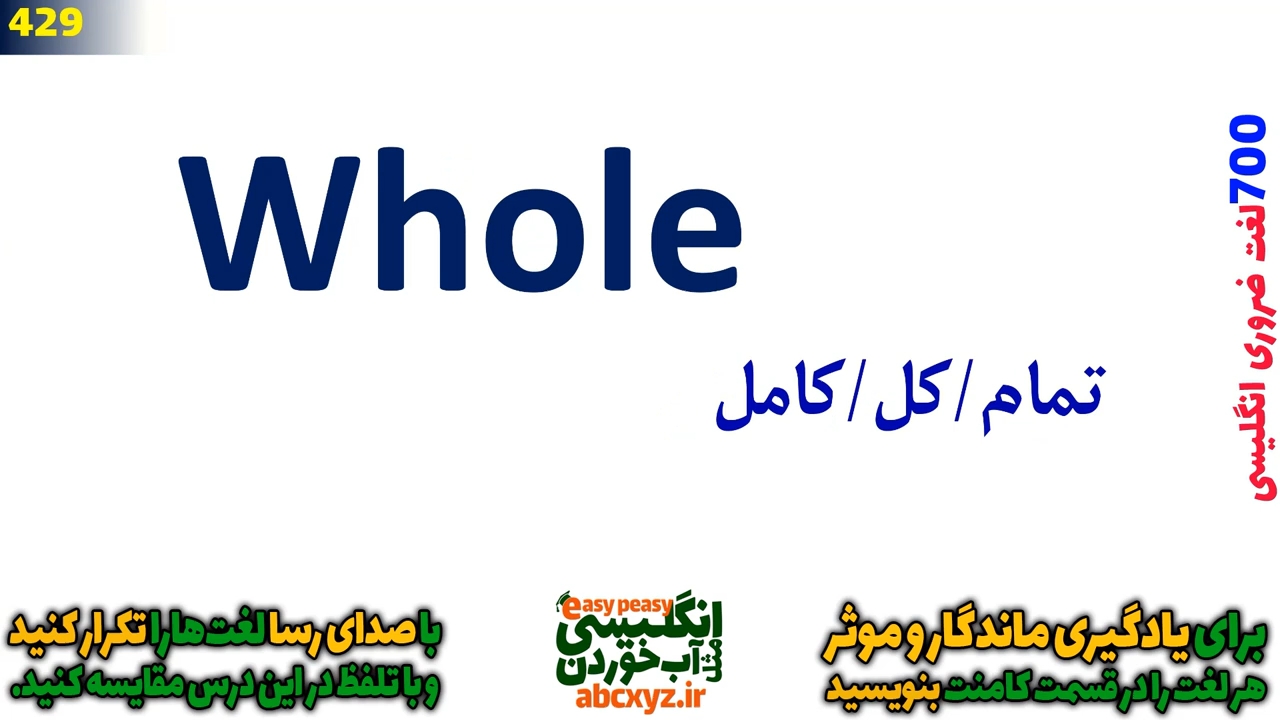 429
Whole
تمام/کل/کامل
700 لغت ضروری انگلیسی
برای یادگیری ماندگار و موثر
هر لغت را در قسمت کامنت بنویسید
easy peasy
انگلیسی
مثل آب خوردن
abcxyz.ir
با صدای رسا لغت‌ها را تکرار کنید
و با تلفظ در این درس مقایسه کنید.